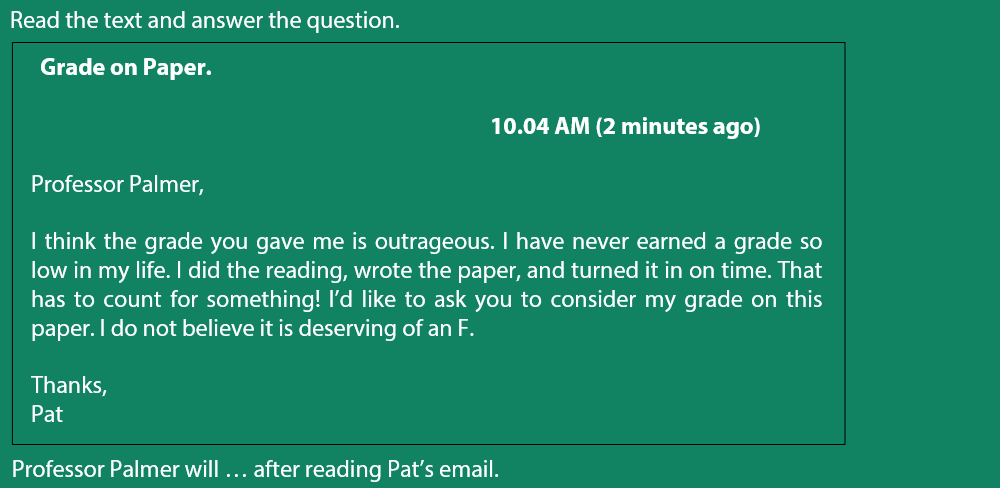 Read the text and answer the question.
Grade on Paper.
10.04 AM (2 minutes ago)
Professor Palmer,
I think the grade you gave me is outrageous. I have never earned a grade so
low in my life. I did the reading, wrote the paper, and turned it in on time. That
has to count for something! I’d like to ask you to consider my grade on this
paper. I do not believe it is deserving of an F.
Thanks,
Pat
Professor Palmer will … after reading Pat’s email.